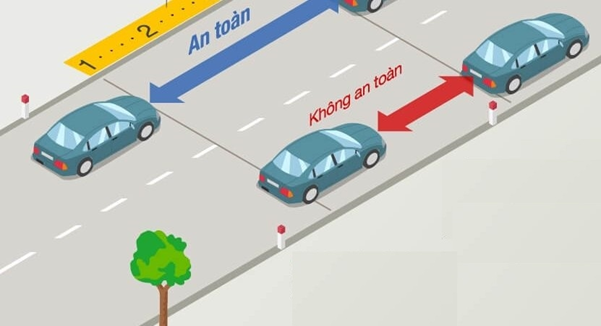 1 .... 2 ....
An toàn
Không an toàn